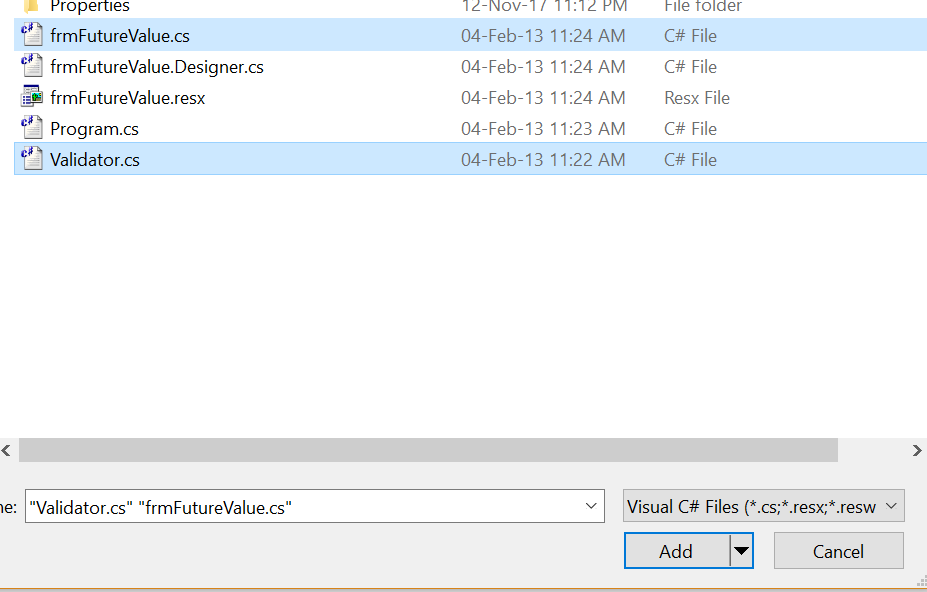 Properties 12-Nov-17 11:12 PM File folder
frmFutureValue.cs 04-Feb-13 11:24 AM C# File
frmFutureValue.Designer.cs 04-Feb-13 11:24 AM C# File
frmFutureValue.resx 04-Feb-13 11:24 AM Resx File
Program.cs 04-Feb-13 11:23 AM C# File
Validator.cs 04-Feb-13 11:22 AM C# File
ne: "Validator.cs" "frmFutureValue.cs" Visual C# Files (*.cs;*.resx;*.resw
Add Cancel